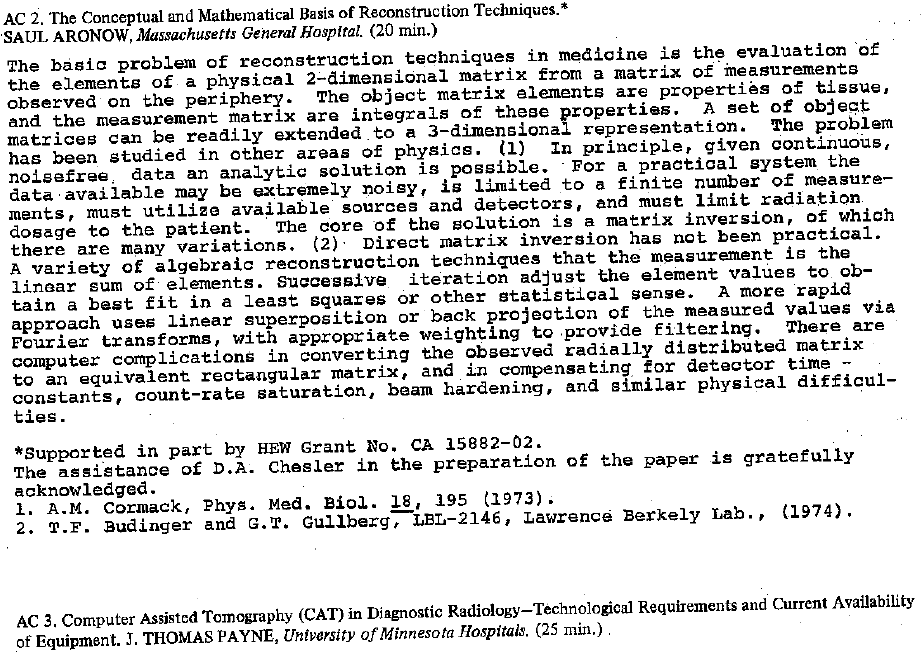 AC 2. The Conceptual and Mathematical Basis of Reconstruction Techniques.*
SAUL ARONOW, Massachusetts General Hospital. (20 min.)
The basic problem of reconstruction techniques in medicine is the evaluation of
the elements of a physical 2-dimensional matrix from a matrix of measurements
observed on the periphery. The object matrix elements are properties of tissue,
and the measurement matrix are integrals of these properties. A set of object
matrices can be readily extended to a 3-dimensional representation. The problem
has been studied in other areas of physics. (1) In principle, given continuous,
noisefree data an analytic solution is possible. For a practical system the
data available may be extremely noisy, is limited to a finite number of measure-
ments, must utilize available sources and detectors, and must limit radiation
dosage to the patient. The core of the solution is a matrix inversion, of which
there are many variations. (2) Direct matrix inversion has not been practical.
A variety of algebraic reconstruction techniques that the measurement is the
linear sum of elements. Successive iteration adjust the element values to ob-
tain a best fit in a least squares or other statistical sense. A more rapid
approach uses linear superposition or back projection of the measured values via
Fourier transforms, with appropriate weighting to provide filtering. There are
computer complications in converting the observed radially distributed matrix
to an equivalent rectangular matrix, and in compensating for detector time -
constants, count-rate saturation, beam hardening, and similar physical difficul-
ties.
*Supported in part by HEW Grant No. CA 15882-02.
The assistance of D.A. Chesler in the preparation of the paper is gratefully
acknowledged.
1. A.M. Cormack, Phys. Med. Biol. 18, 195 (1973).
2. T.F. Budinger and G.T. Gullberg, LBL-2146, Lawrence Berkely Lab., (1974).
AC 3. Computer Assisted Tomography (CAT) in Diagnostic Radiology—Technological Requirements and Current Availability
of Equipment. J. THOMAS PAYNE, University of Minnesota Hospitals. (25 min.)